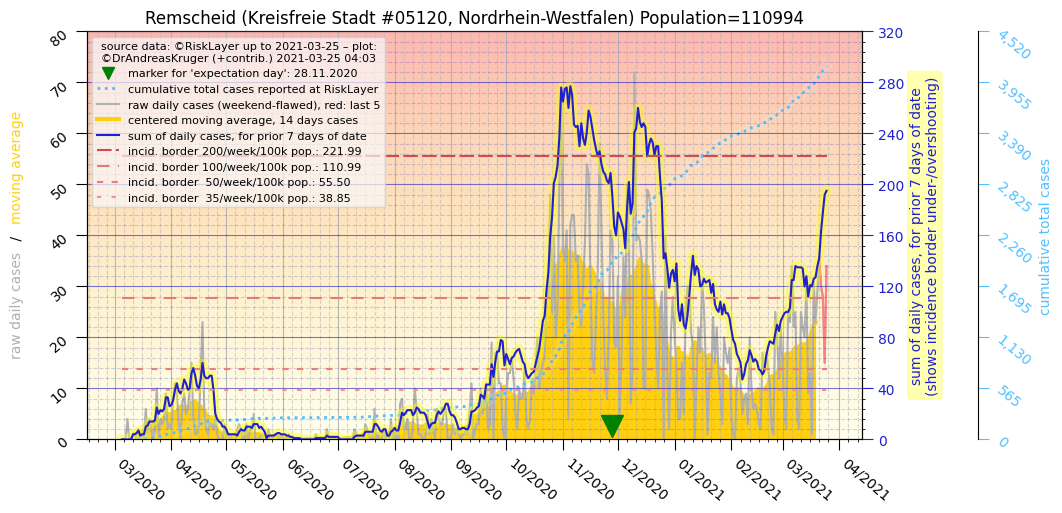 Remscheid (Kreisfreie Stadt #05120, Nordrhein-Westfalen) Population=110994
source data: ©RiskLayer up to 2021-03-25 – plot:
©DrAndreasKruger (+contrib.) 2021-03-25 04:03
marker for 'expectation day': 28.11.2020
cumulative total cases reported at RiskLayer
raw daily cases (weekend-flawed), red: last 5
centered moving average, 14 days cases
sum of daily cases, for prior 7 days of date
incid. border 200/week/100k pop.: 221.99
incid. border 100/week/100k pop.: 110.99
incid. border  50/week/100k pop.: 55.50
incid. border  35/week/100k pop.: 38.85
raw daily cases / moving average
80
70
60
50
40
30
20
10
0
03/2020
04/2020
05/2020
06/2020
07/2020
08/2020
09/2020
10/2020
11/2020
12/2020
01/2021
02/2021
03/2021
04/2021
320
280
240
200
160
120
80
40
0
sum of daily cases, for prior 7 days of date
(shows incidence border under-/overshooting)
4,520
3,955
3,390
2,825
2,260
1,695
1,130
565
0
cumulative total cases